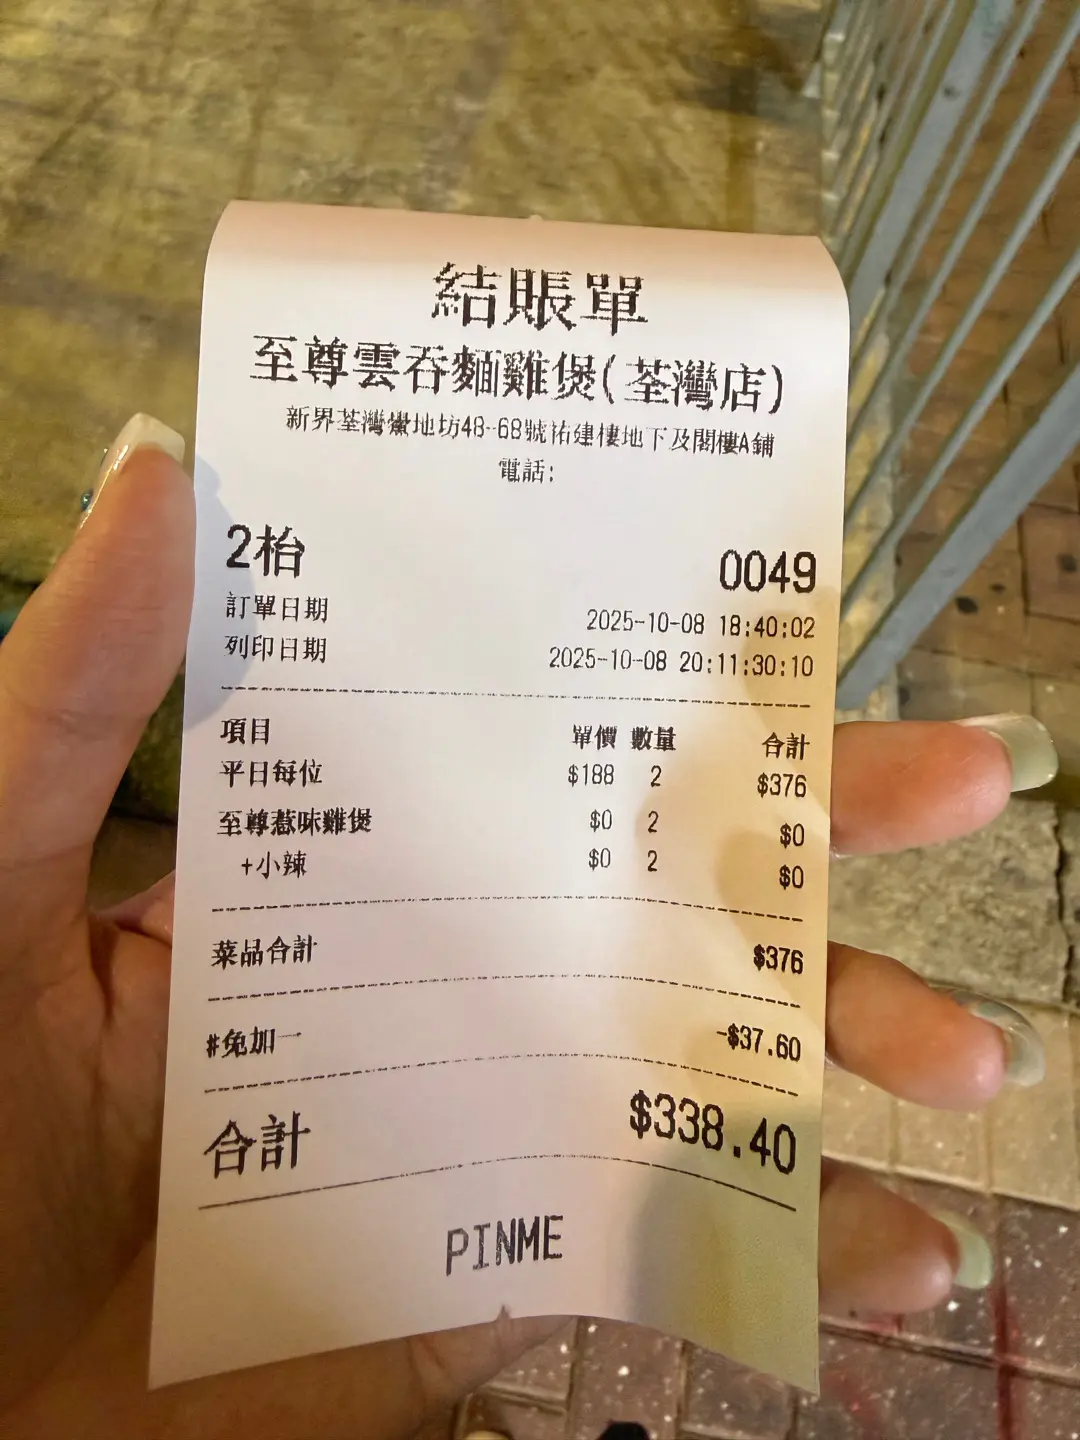 結賬單
至尊雲吞麵雞煲(荃灣店)
新界荃灣鱟地坊48-68號祐建樓地下及閣樓A鋪
電話:
2枱 0049
訂單日期 2025-10-08 18:40:02
列印日期 2025-10-08 20:11:30:10
項目 單價 數量 合計
平日每位 $188 2 $376
至尊惹味雞煲 $0 2 $0
+小辣 $0 2 $0
菜品合計 $376
#免加一 -$37.60
合計 $338.40
PINME